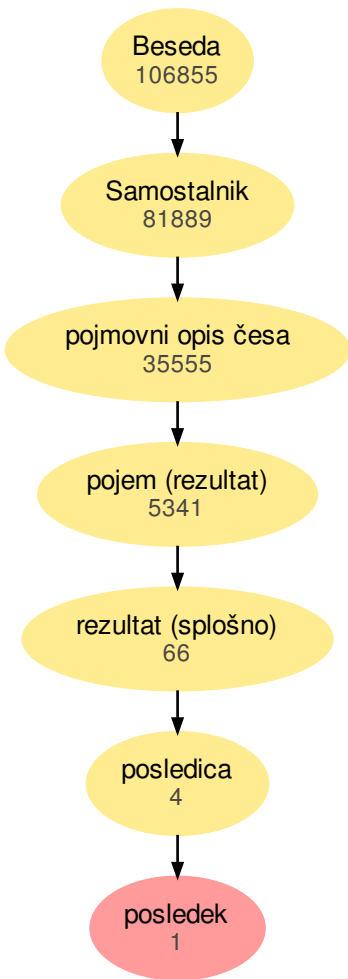 Beseda
106855
Samostalnik
81889
pojmovni opis česa
35555
pojem (rezultat)
5341
rezultat (splošno)
66
posledica
4
posledek
1